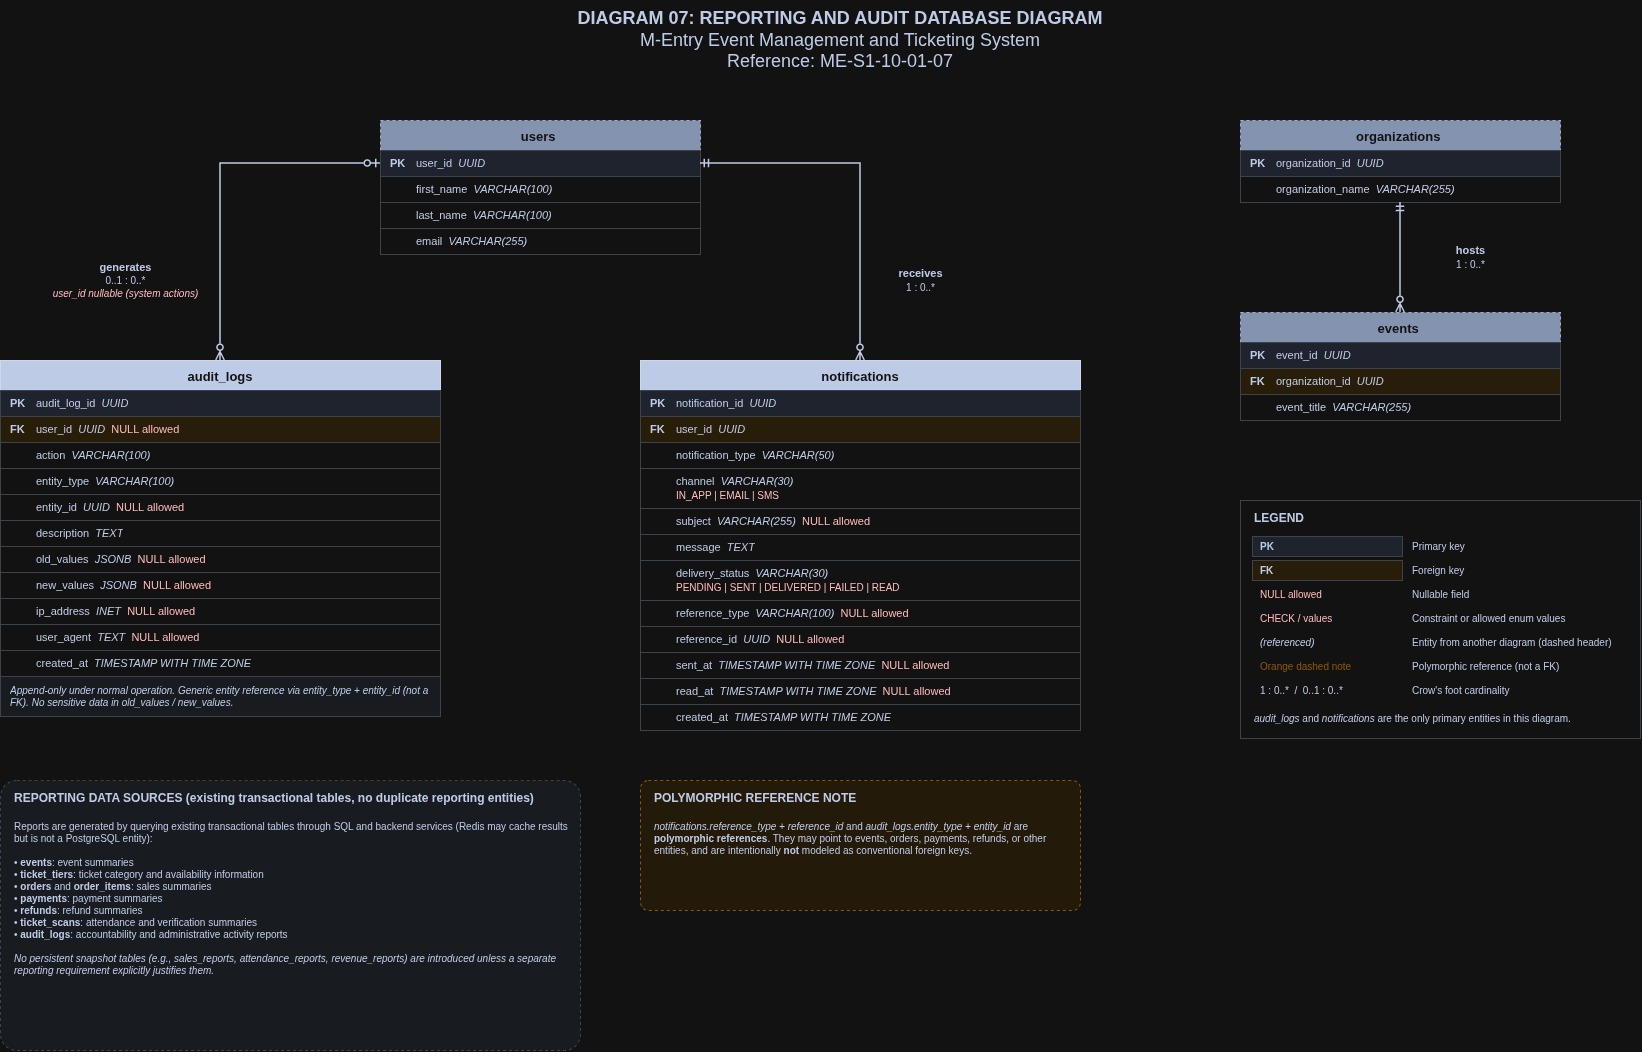 DIAGRAM 07: REPORTING AND AUDIT DATABASE DIAGRAM
M-Entry Event Management and Ticketing System
Reference: ME-S1-10-01-07
users
PK user_id UUID
first_name VARCHAR(100)
last_name VARCHAR(100)
email VARCHAR(255)
organizations
PK organization_id UUID
organization_name VARCHAR(255)
generates
0..1 : 0..*
user_id nullable (system actions)
receives
1 : 0..*
hosts
1 : 0..*
events
PK event_id UUID
FK organization_id UUID
event_title VARCHAR(255)
audit_logs
PK audit_log_id UUID
FK user_id UUID NULL allowed
action VARCHAR(100)
entity_type VARCHAR(100)
entity_id UUID NULL allowed
description TEXT
old_values JSONB NULL allowed
new_values JSONB NULL allowed
ip_address INET NULL allowed
user_agent TEXT NULL allowed
created_at TIMESTAMP WITH TIME ZONE
Append-only under normal operation. Generic entity reference via entity_type + entity_id (not a
FK). No sensitive data in old_values / new_values.
notifications
PK notification_id UUID
FK user_id UUID
notification_type VARCHAR(50)
channel VARCHAR(30)
IN_APP | EMAIL | SMS
subject VARCHAR(255) NULL allowed
message TEXT
delivery_status VARCHAR(30)
PENDING | SENT | DELIVERED | FAILED | READ
reference_type VARCHAR(100) NULL allowed
reference_id UUID NULL allowed
sent_at TIMESTAMP WITH TIME ZONE NULL allowed
read_at TIMESTAMP WITH TIME ZONE NULL allowed
created_at TIMESTAMP WITH TIME ZONE
LEGEND
PK Primary key
FK Foreign key
NULL allowed Nullable field
CHECK / values Constraint or allowed enum values
(referenced) Entity from another diagram (dashed header)
Orange dashed note Polymorphic reference (not a FK)
1 : 0..* / 0..1 : 0..* Crow's foot cardinality
audit_logs and notifications are the only primary entities in this diagram.
REPORTING DATA SOURCES (existing transactional tables, no duplicate reporting entities)
Reports are generated by querying existing transactional tables through SQL and backend services (Redis may cache results
but is not a PostgreSQL entity):
• events: event summaries
• ticket_tiers: ticket category and availability information
• orders and order_items: sales summaries
• payments: payment summaries
• refunds: refund summaries
• ticket_scans: attendance and verification summaries
• audit_logs: accountability and administrative activity reports
No persistent snapshot tables (e.g., sales_reports, attendance_reports, revenue_reports) are introduced unless a separate
reporting requirement explicitly justifies them.
POLYMORPHIC REFERENCE NOTE
notifications.reference_type + reference_id and audit_logs.entity_type + entity_id are
polymorphic references. They may point to events, orders, payments, refunds, or other
entities, and are intentionally not modeled as conventional foreign keys.